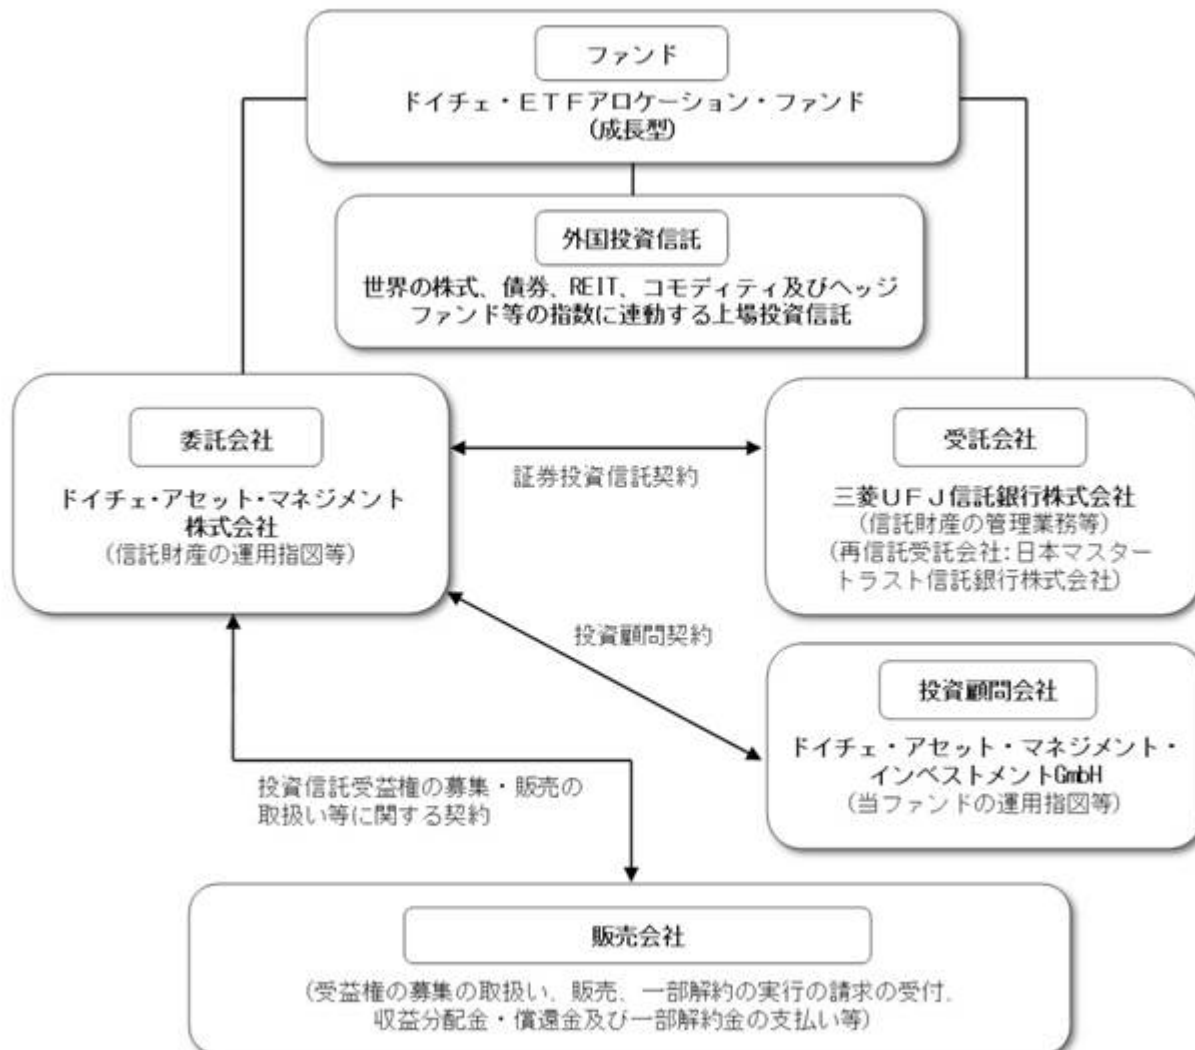 ファンド
ドイチェ・ＥＴＦアロケーション・ファンド
(成長型)
外国投資信託
世界の株式、債券、REIT、コモディティ及びヘッジ
ファンド等の指数に連動する上場投資信託
委託会社
ドイチェ・アセット・マネジメント
株式会社
(信託財産の運用指図等)
証券投資信託契約
受託会社
三菱ＵＦＪ信託銀行株式会社
(信託財産の管理業務等)
(再信託受託会社:日本マスター
トラスト信託銀行株式会社)
投資顧問契約
投資顧問会社
ドイチェ・アセット・マネジメント・
インベストメントGmbH
(当ファンドの運用指図等)
投資信託受益権の募集・販売の
取扱い等に関する契約
販売会社
(受益権の募集の取扱い、販売、一部解約の実行の請求の受付、
収益分配金・償還金及び一部解約金の支払い等)